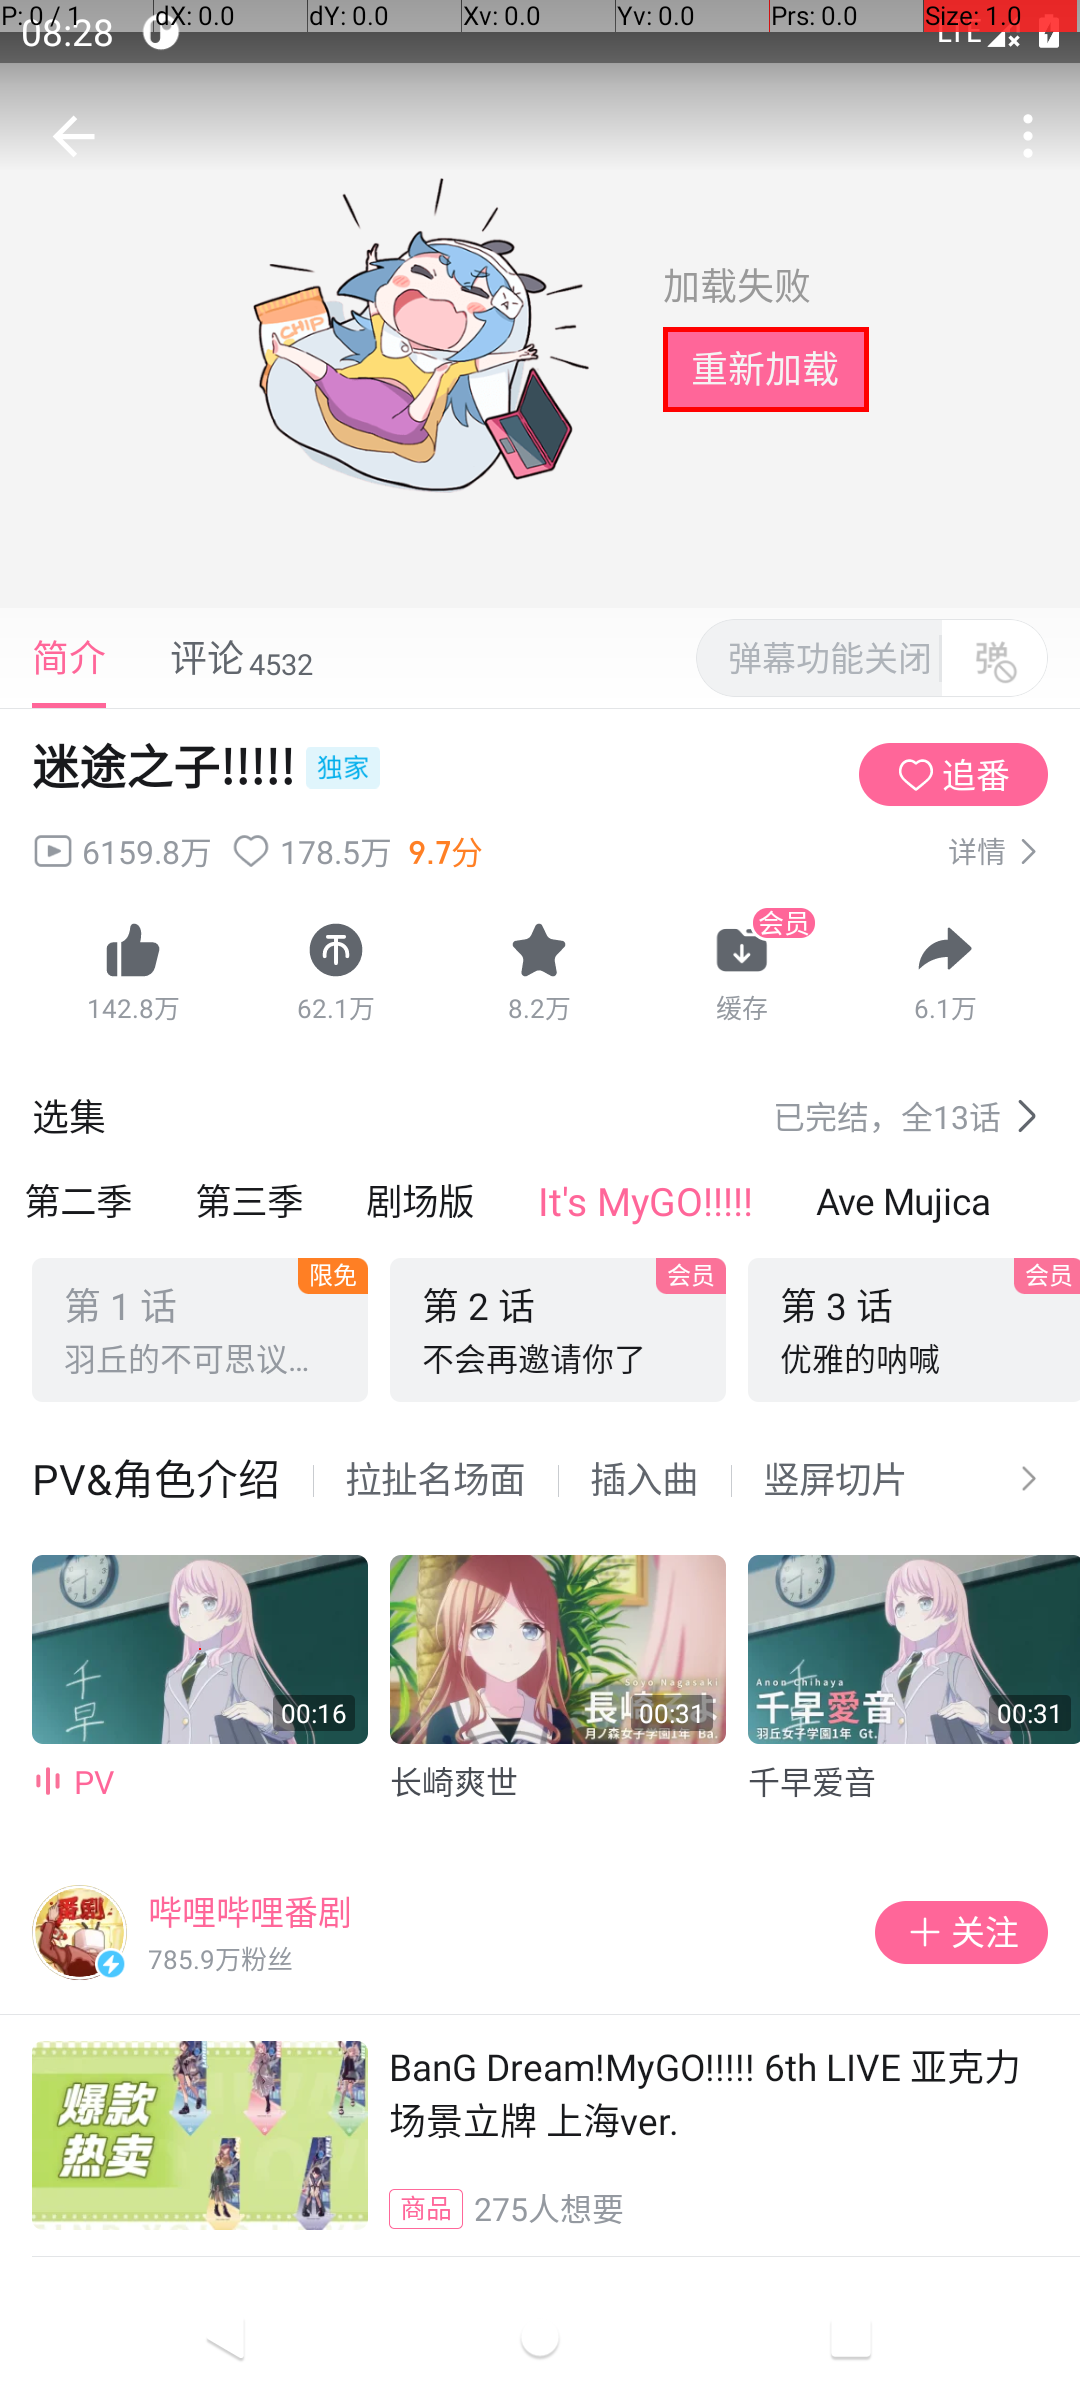 P: 0 / 1 dX: 0.0 dY: 0.0 Xv: 0.0 Yv: 0.0 Prs: 0.0 Size: 1.0
08:28 LTE
CHIP
加载失败
重新加载
简介 评论 4532 弹幕功能关闭 弹
迷途之子!!!!! 独家 追番
6159.8万 178.5万 9.7分 详情
会员
142.8万 62.1万 8.2万 缓存 6.1万
选集 已完结，全13话
第二季 第三季 剧场版 It's MyGO!!!!! Ave Mujica
限免 会员 会员
第 1 话 第 2 话 第 3 话
羽丘的不可思议... 不会再邀请你了 优雅的呐喊
PV&角色介绍 拉扯名场面 插入曲 竖屏切片
千早
00:16
Soyo Nagasaki
長崎
00:31
月ノ森女子学園1年 Ba.
Anon Chihaya
千早愛音
00:31
羽丘女子学園1年 Gt.
PV 长崎爽世 千早爱音
番剧
哔哩哔哩番剧
785.9万粉丝
关注
爆款
热卖
BanG Dream!MyGO!!!!! 6th LIVE 亚克力
场景立牌 上海ver.
商品 275人想要